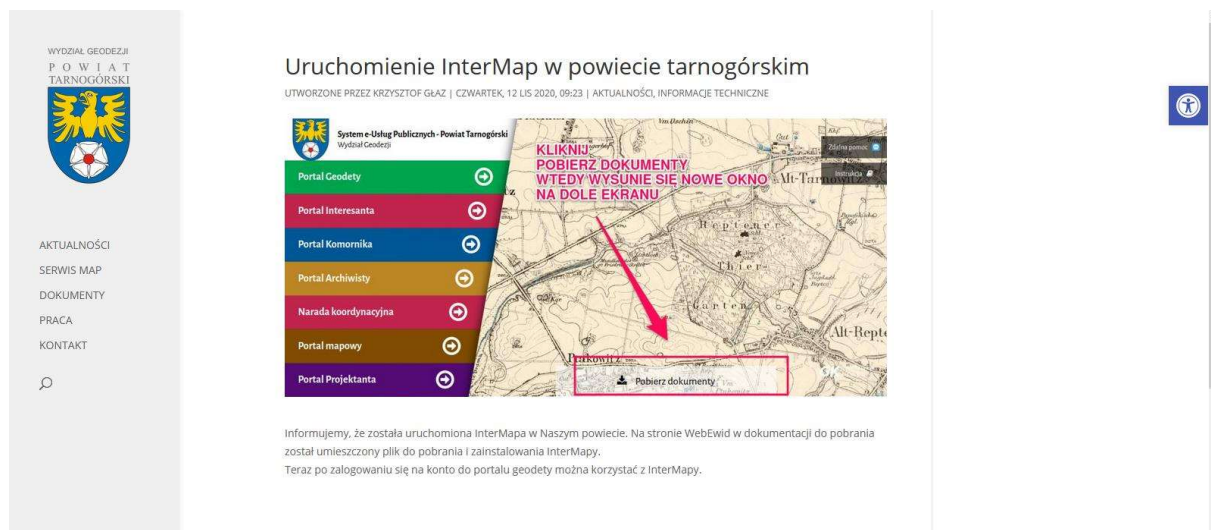 WYDZIAŁ GEODEZJI
POWIAT
TARNOGÓRSKI
AKTUALNOŚCI
SERWIS MAP
DOKUMENTY
PRACA
KONTAKT
Uruchomienie InterMap w powiecie tarnogórskim
UTWORZONE PRZEZ KRZYSZTOF GŁAZ | CZWARTEK, 12 LIS 2020, 09:23 | AKTUALNOŚCI, INFORMACJE TECHNICZNE
System e-Usług Publicznych - Powiat Tarnogórski
Wydział Geodezji
Portal Geodety
Portal Interesanta
Portal Komornika
Portal Archiwisty
Narada koordynacyjna
Portal mapowy
Portal Projektanta
KLIKNIJ
POBIERZ DOKUMENTY
WTEDY WYSUNIE SIĘ NOWE OKNO
NA DOLE EKRANU
Zdalna pomoc
Instrukcja
Alt-Tarnowitz
Reptener
Thier-
Garten
Alt-Repte
Ptakowitz
Pobierz dokumenty
Informujemy, że została uruchomiona InterMapa w Naszym powiecie. Na stronie WebEwid w dokumentacji do pobrania
został umieszczony plik do pobrania i zainstalowania InterMapy.
Teraz po zalogowaniu się na konto do portalu geodety można korzystać z InterMapy.